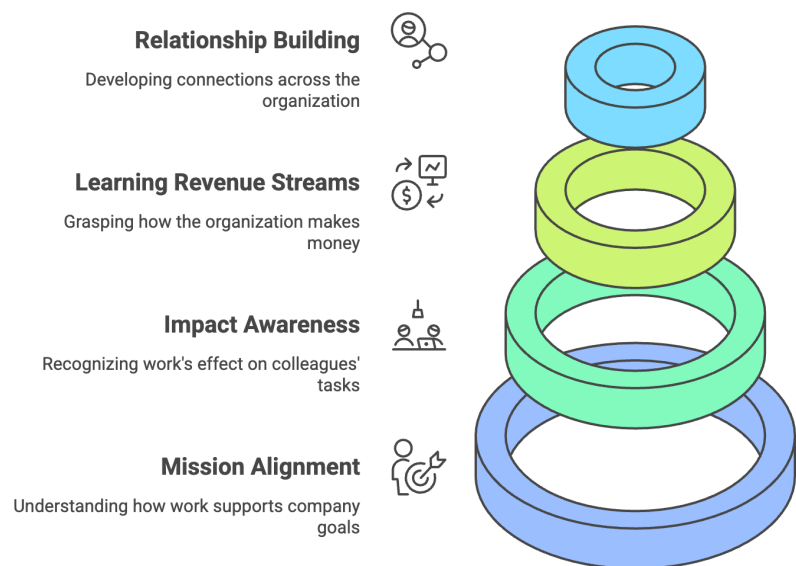 Relationship Building
Developing connections across the
organization
Learning Revenue Streams
Grasping how the organization makes
money
$
Impact Awareness
Recognizing work's effect on colleagues'
tasks
Mission Alignment
Understanding how work supports company
goals